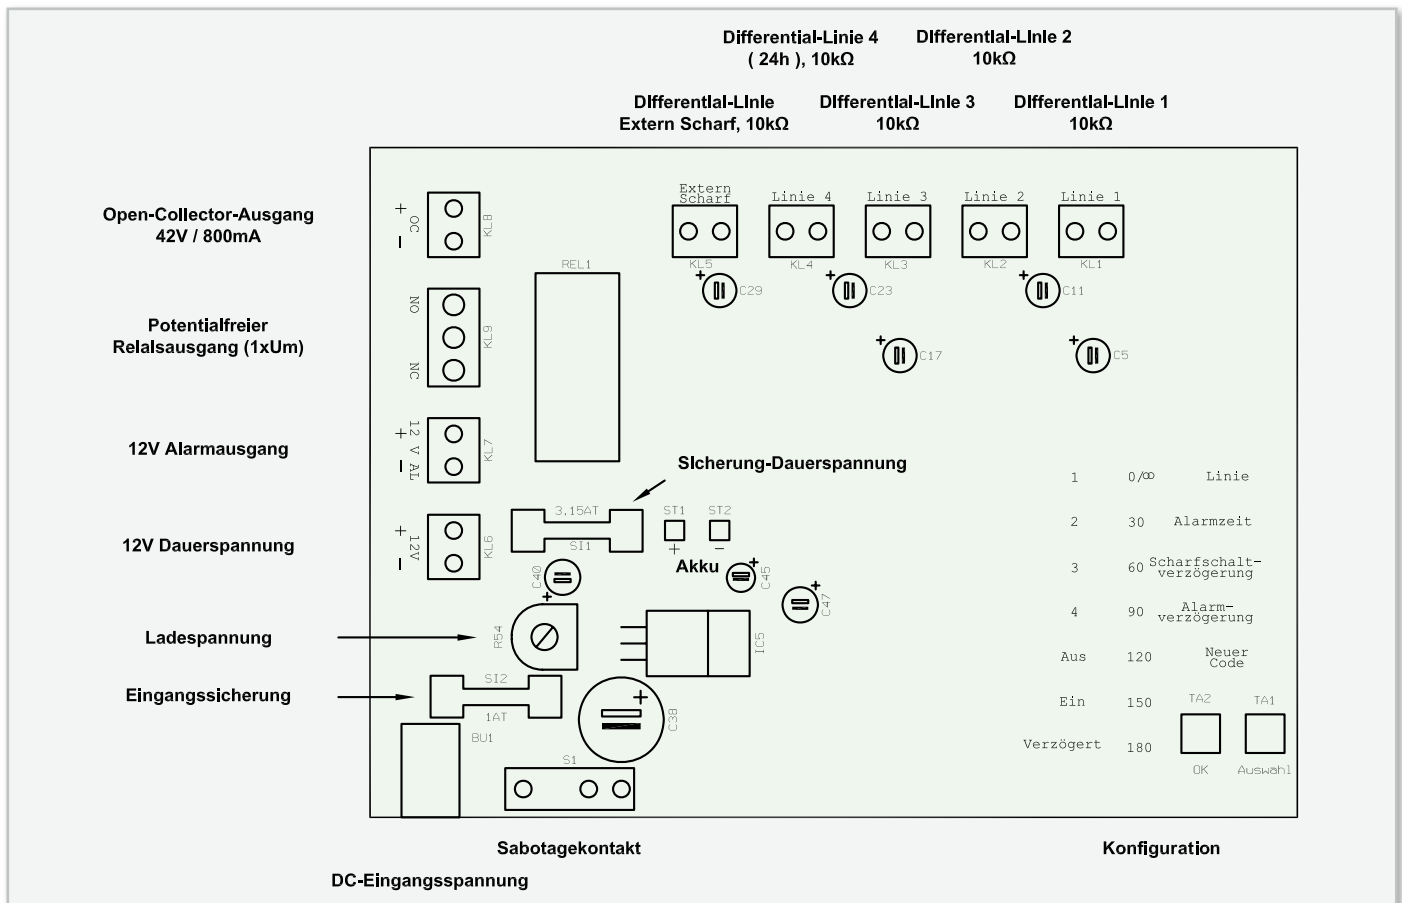 Differential-Linie 4
( 24h ), 10kΩ
Differential-Linie 2
10kΩ
Differential-Linie
Extern Scharf, 10kΩ
Differential-Linie 3
10kΩ
Differential-Linie 1
10kΩ
Open-Collector-Ausgang
42V / 800mA
Potentialfreier
Relaisausgang (1xUm)
12V Alarmausgang
12V Dauerspannung
Ladespannung
Eingangssicherung
+
OC
−
KL8
NO
NC
KL9
+
12 V AL
−
KL7
+
12V
−
KL6
REL1
Extern
Scharf
KL5
Linie 4
KL4
Linie 3
KL3
Linie 2
KL2
Linie 1
KL1
+
C29
+
C23
+
C11
+
C17
+
C5
Sicherung-Dauerspannung
3.15AT
SI1
ST1
+
ST2
−
Akku
C40
+
+
C45
+
C47
R54
IC5
SI2
1AT
+
C38
BU1
S1
1 0/∞ Linie
2 30 Alarmzeit
3 60 Scharfschalt-
verzögerung
4 90 Alarm-
verzögerung
Aus 120 Neuer
Code
Ein 150
Verzögert 180
TA2
OK
TA1
Auswahl
Sabotagekontakt
Konfiguration
DC-Eingangsspannung